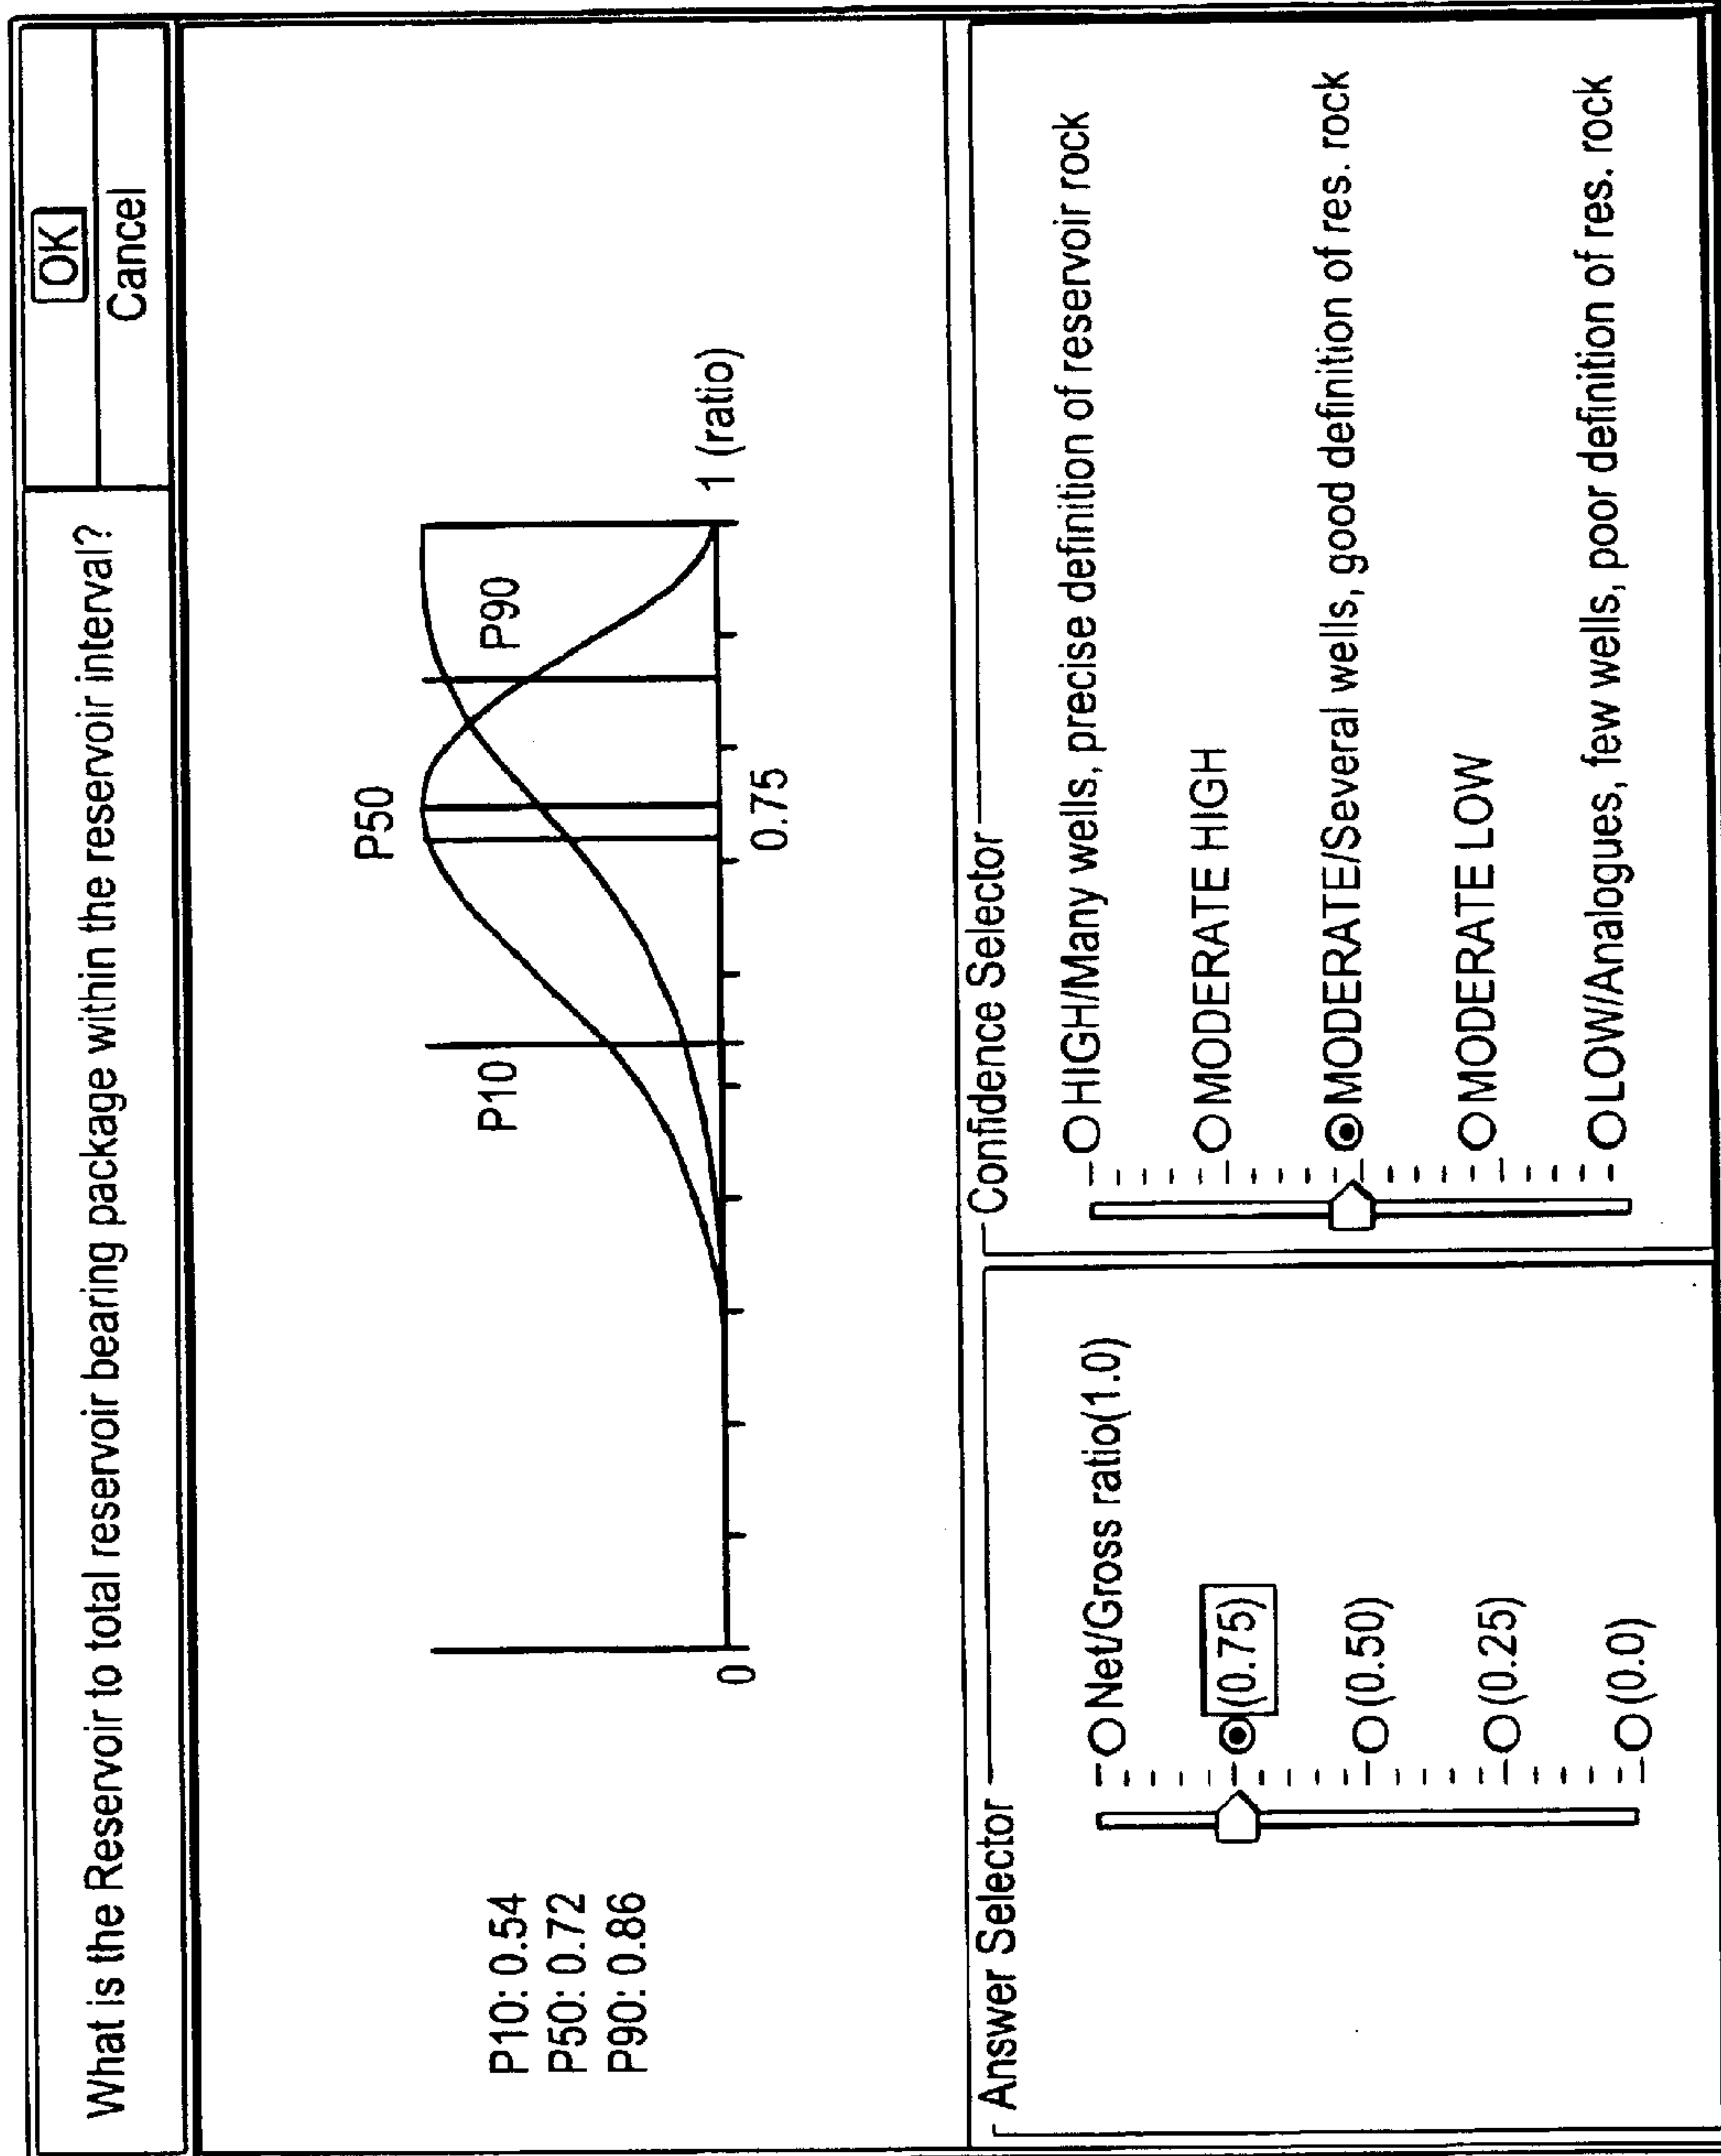 What is the Reservoir to total reservoir bearing package within the reservoir interval?
OK
Cancel
P10: 0.54
P50: 0.72
P90: 0.86
P50
P10
P90
0
0.75
1 (ratio)
Answer Selector
Net/Gross ratio(1.0)
(0.75)
(0.50)
(0.25)
(0.0)
Confidence Selector
HIGH/Many wells, precise definition of reservoir rock
MODERATE HIGH
MODERATE/Several wells, good definition of res. rock
MODERATE LOW
LOW/Analogues, few wells, poor definition of res. rock